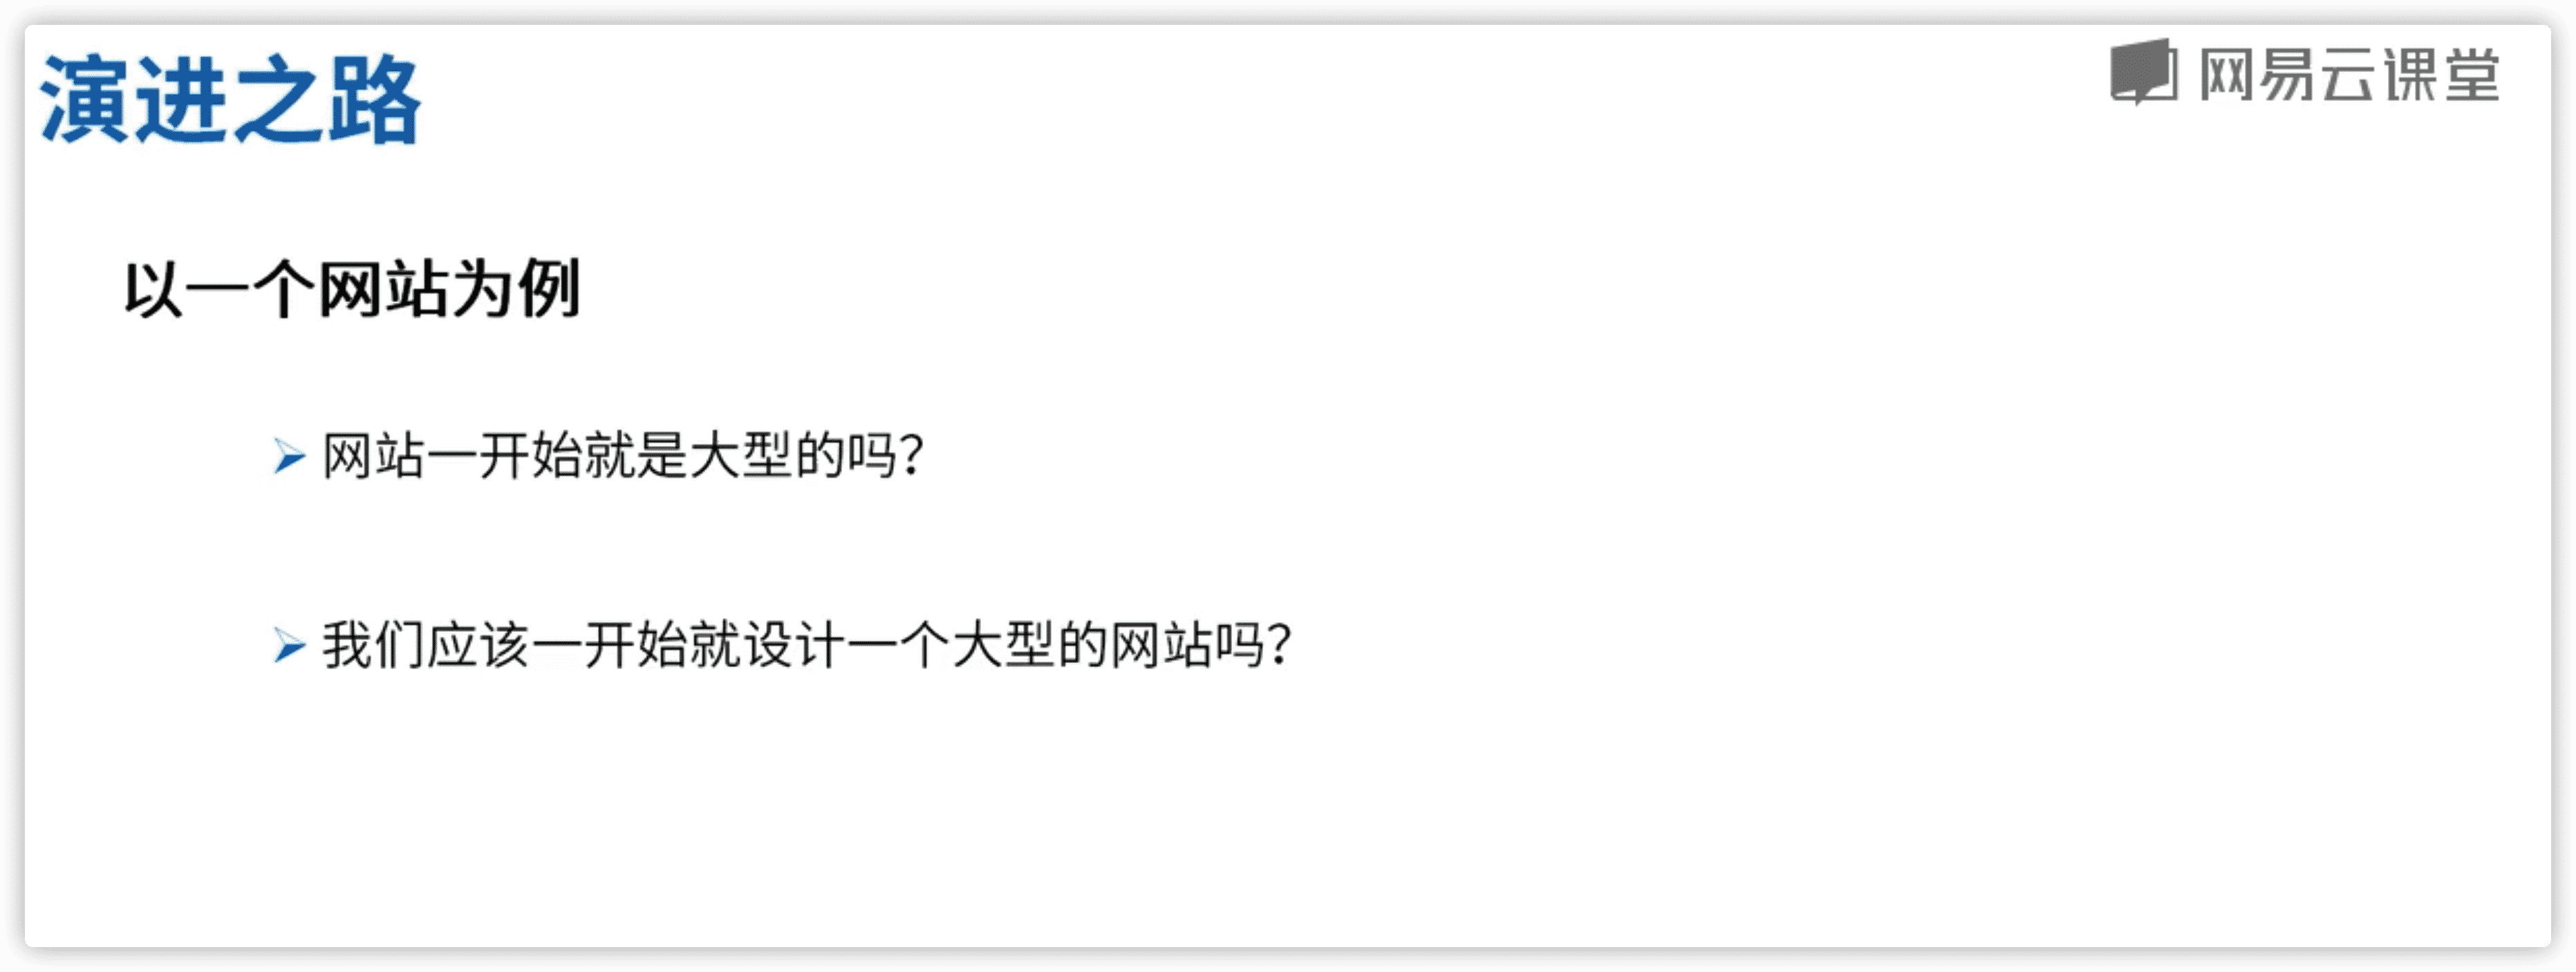 演进之路
网易云课堂
以一个网站为例
网站一开始就是大型的吗?
我们应该一开始就设计一个大型的网站吗?